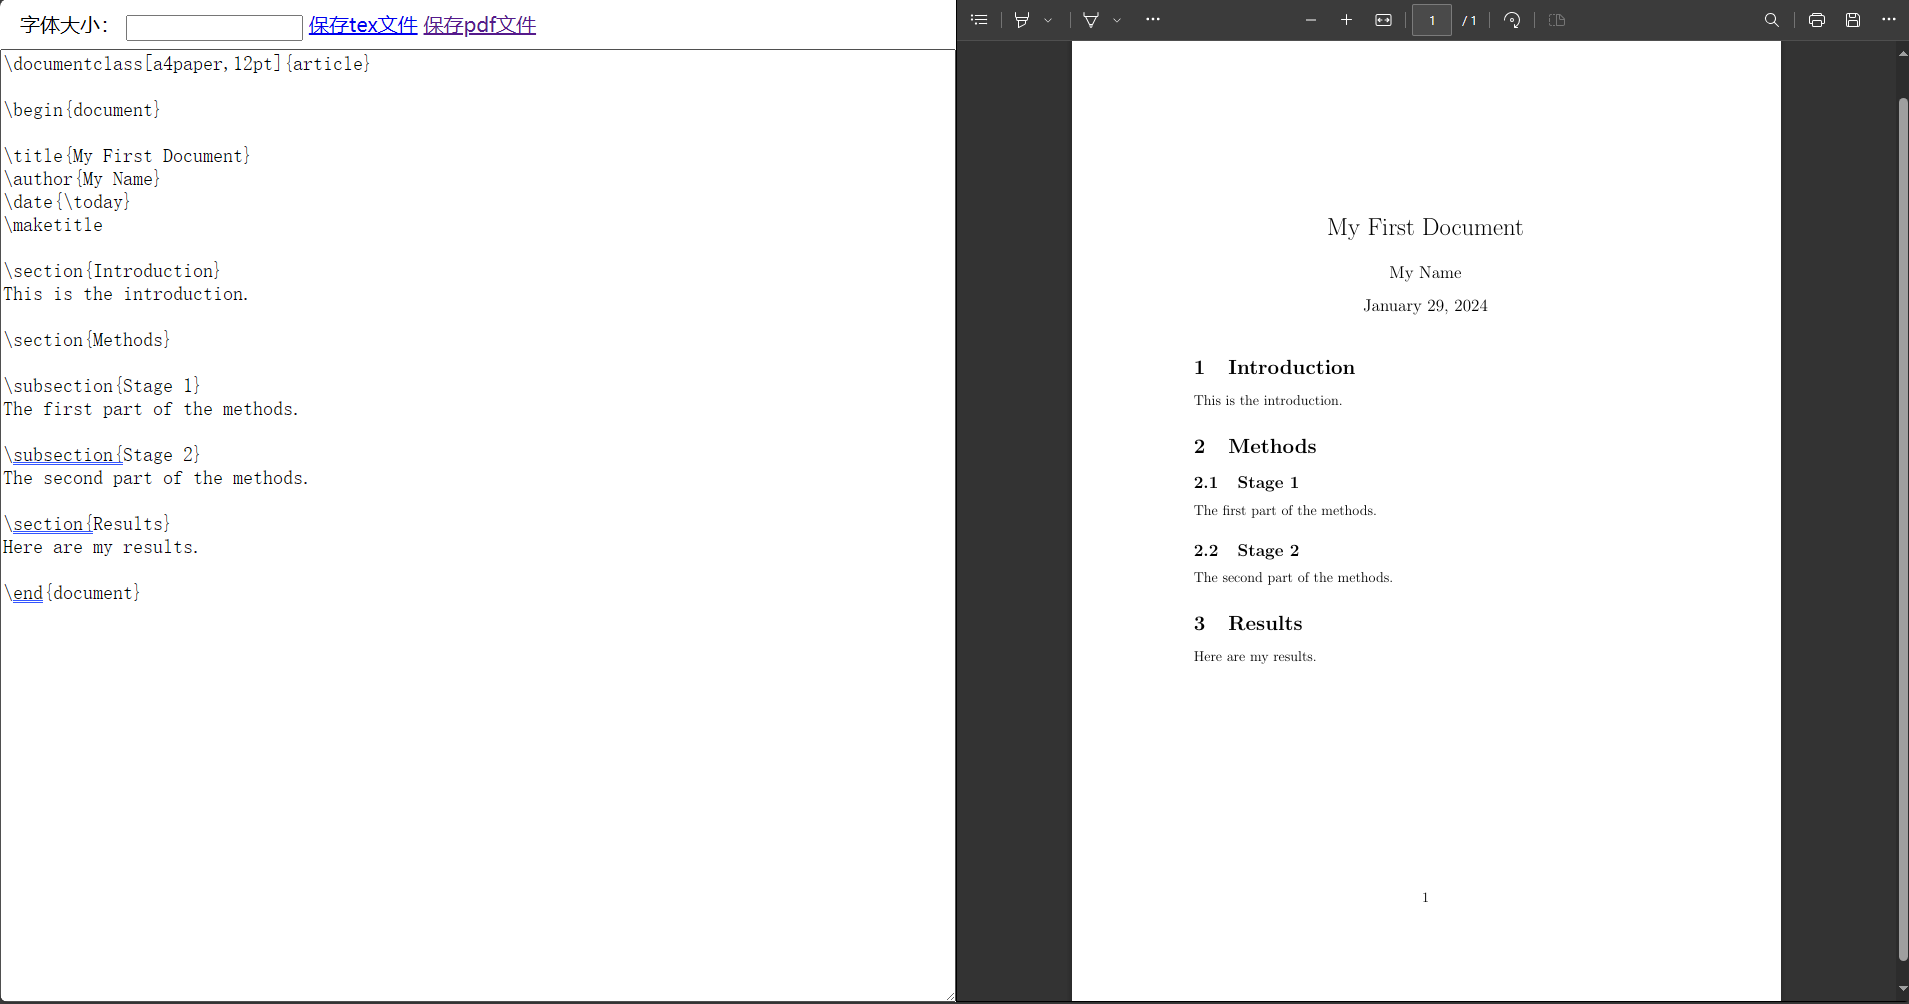 字体大小： 保存tex文件 保存pdf文件
\documentclass[a4paper,12pt]{article}
\begin{document}
\title{My First Document}
\author{My Name}
\date{\today}
\maketitle
\section{Introduction}
This is the introduction.
\section{Methods}
\subsection{Stage 1}
The first part of the methods.
\subsection{Stage 2}
The second part of the methods.
\section{Results}
Here are my results.
\end{document}
1 / 1
My First Document
My Name
January 29, 2024
1 Introduction
This is the introduction.
2 Methods
2.1 Stage 1
The first part of the methods.
2.2 Stage 2
The second part of the methods.
3 Results
Here are my results.
1